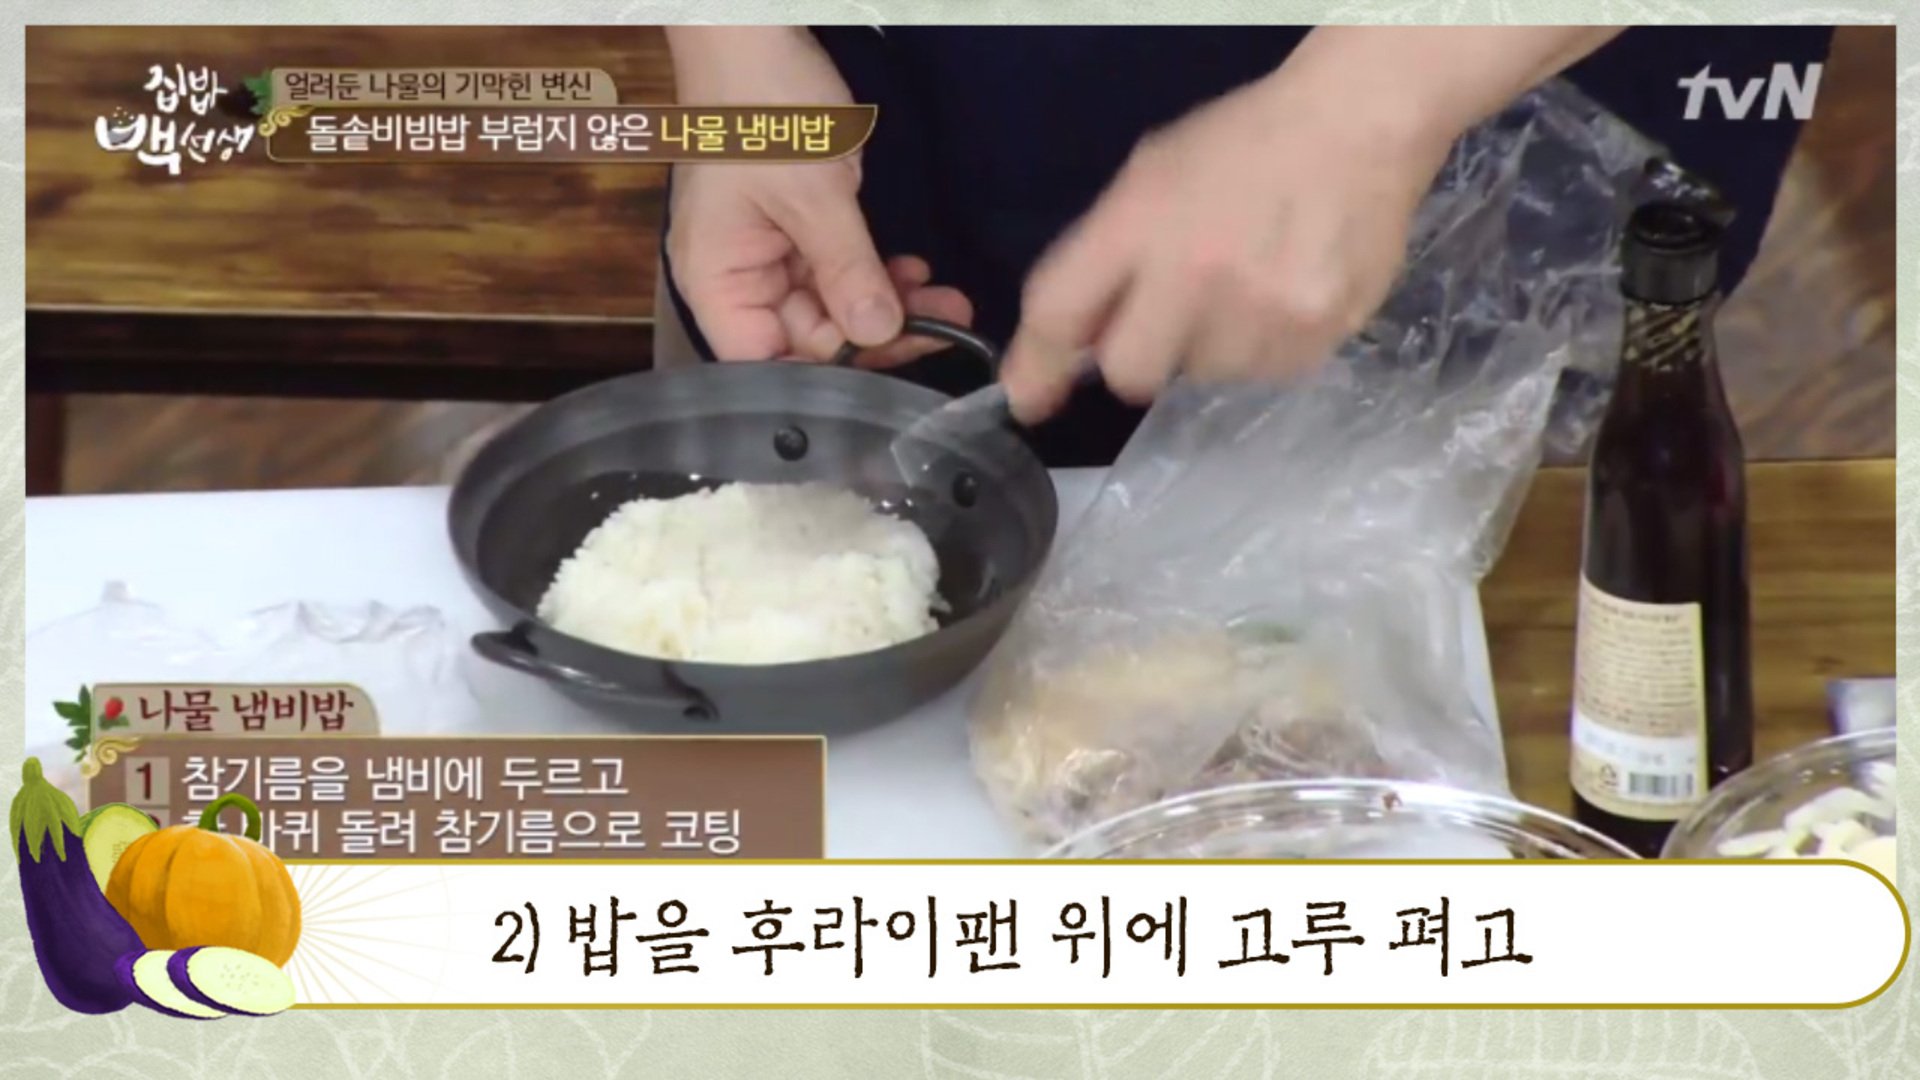 집밥
백선생
얼려둔 나물의 기막힌 변신
돌솥비빔밥 부럽지 않은 나물 냄비밥
tvN
나물 냄비밥
1 참기름을 냄비에 두르고
돌려 참기름으로 코팅
2) 밥을 후라이팬 위에 고루 펴고